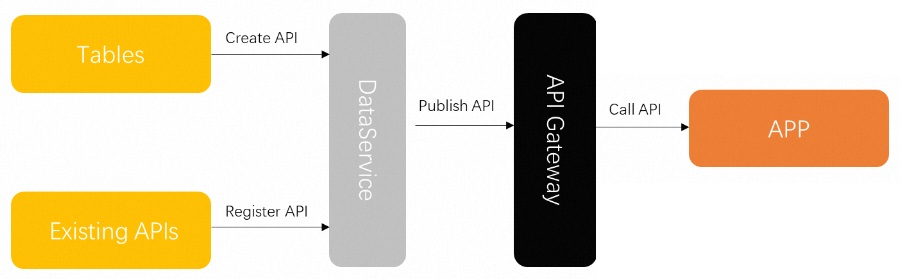 Tables
Create API
DataService
Publish API
API Gateway
Call API
APP
Existing APIs
Register API